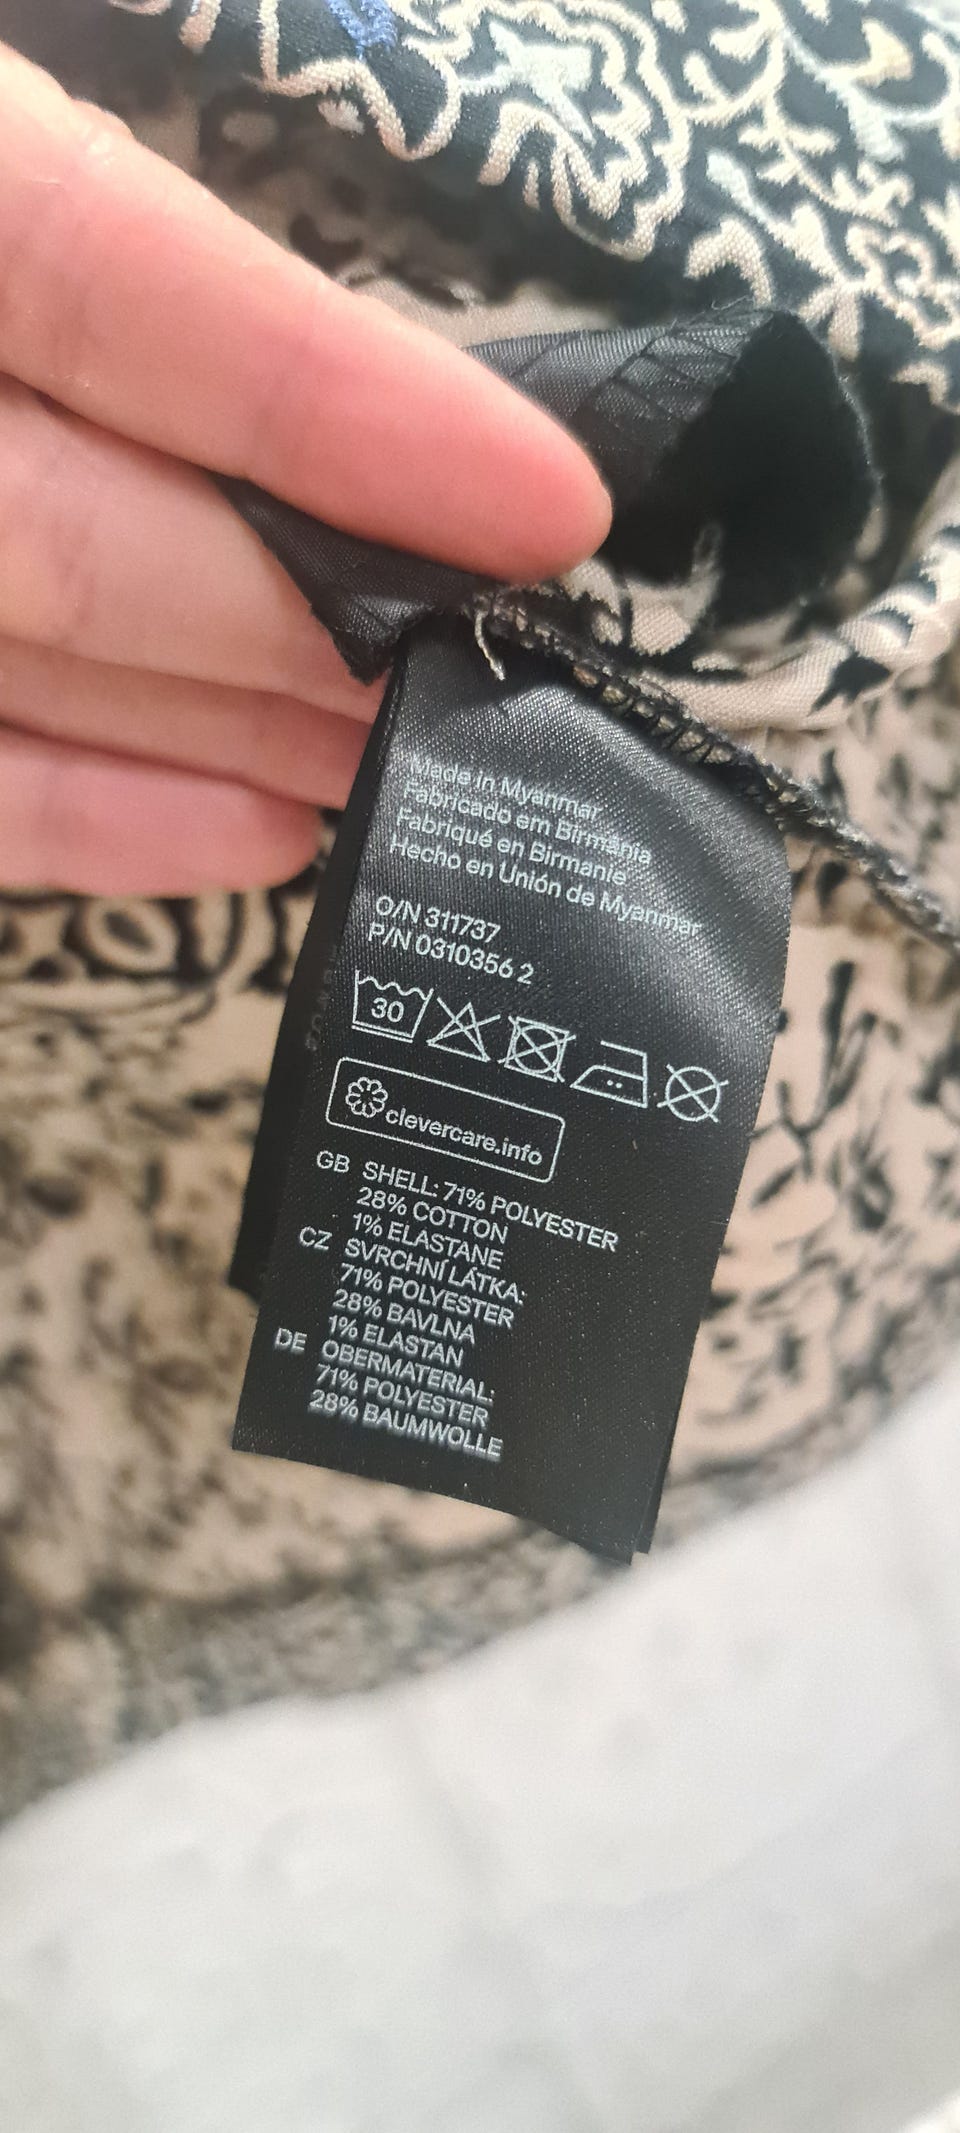 Made in Myanmar
Fabricado em Birmânia
Fabriqué en Birmanie
Hecho en Unión de Myanmar
O/N 311737
P/N 0310356 2
30
clevercare.info
GB SHELL: 71% POLYESTER
28% COTTON
1% ELASTANE
CZ SVRCHNÍ LÁTKA:
71% POLYESTER
28% BAVLNA
1% ELASTAN
DE OBERMATERIAL:
71% POLYESTER
28% BAUMWOLLE